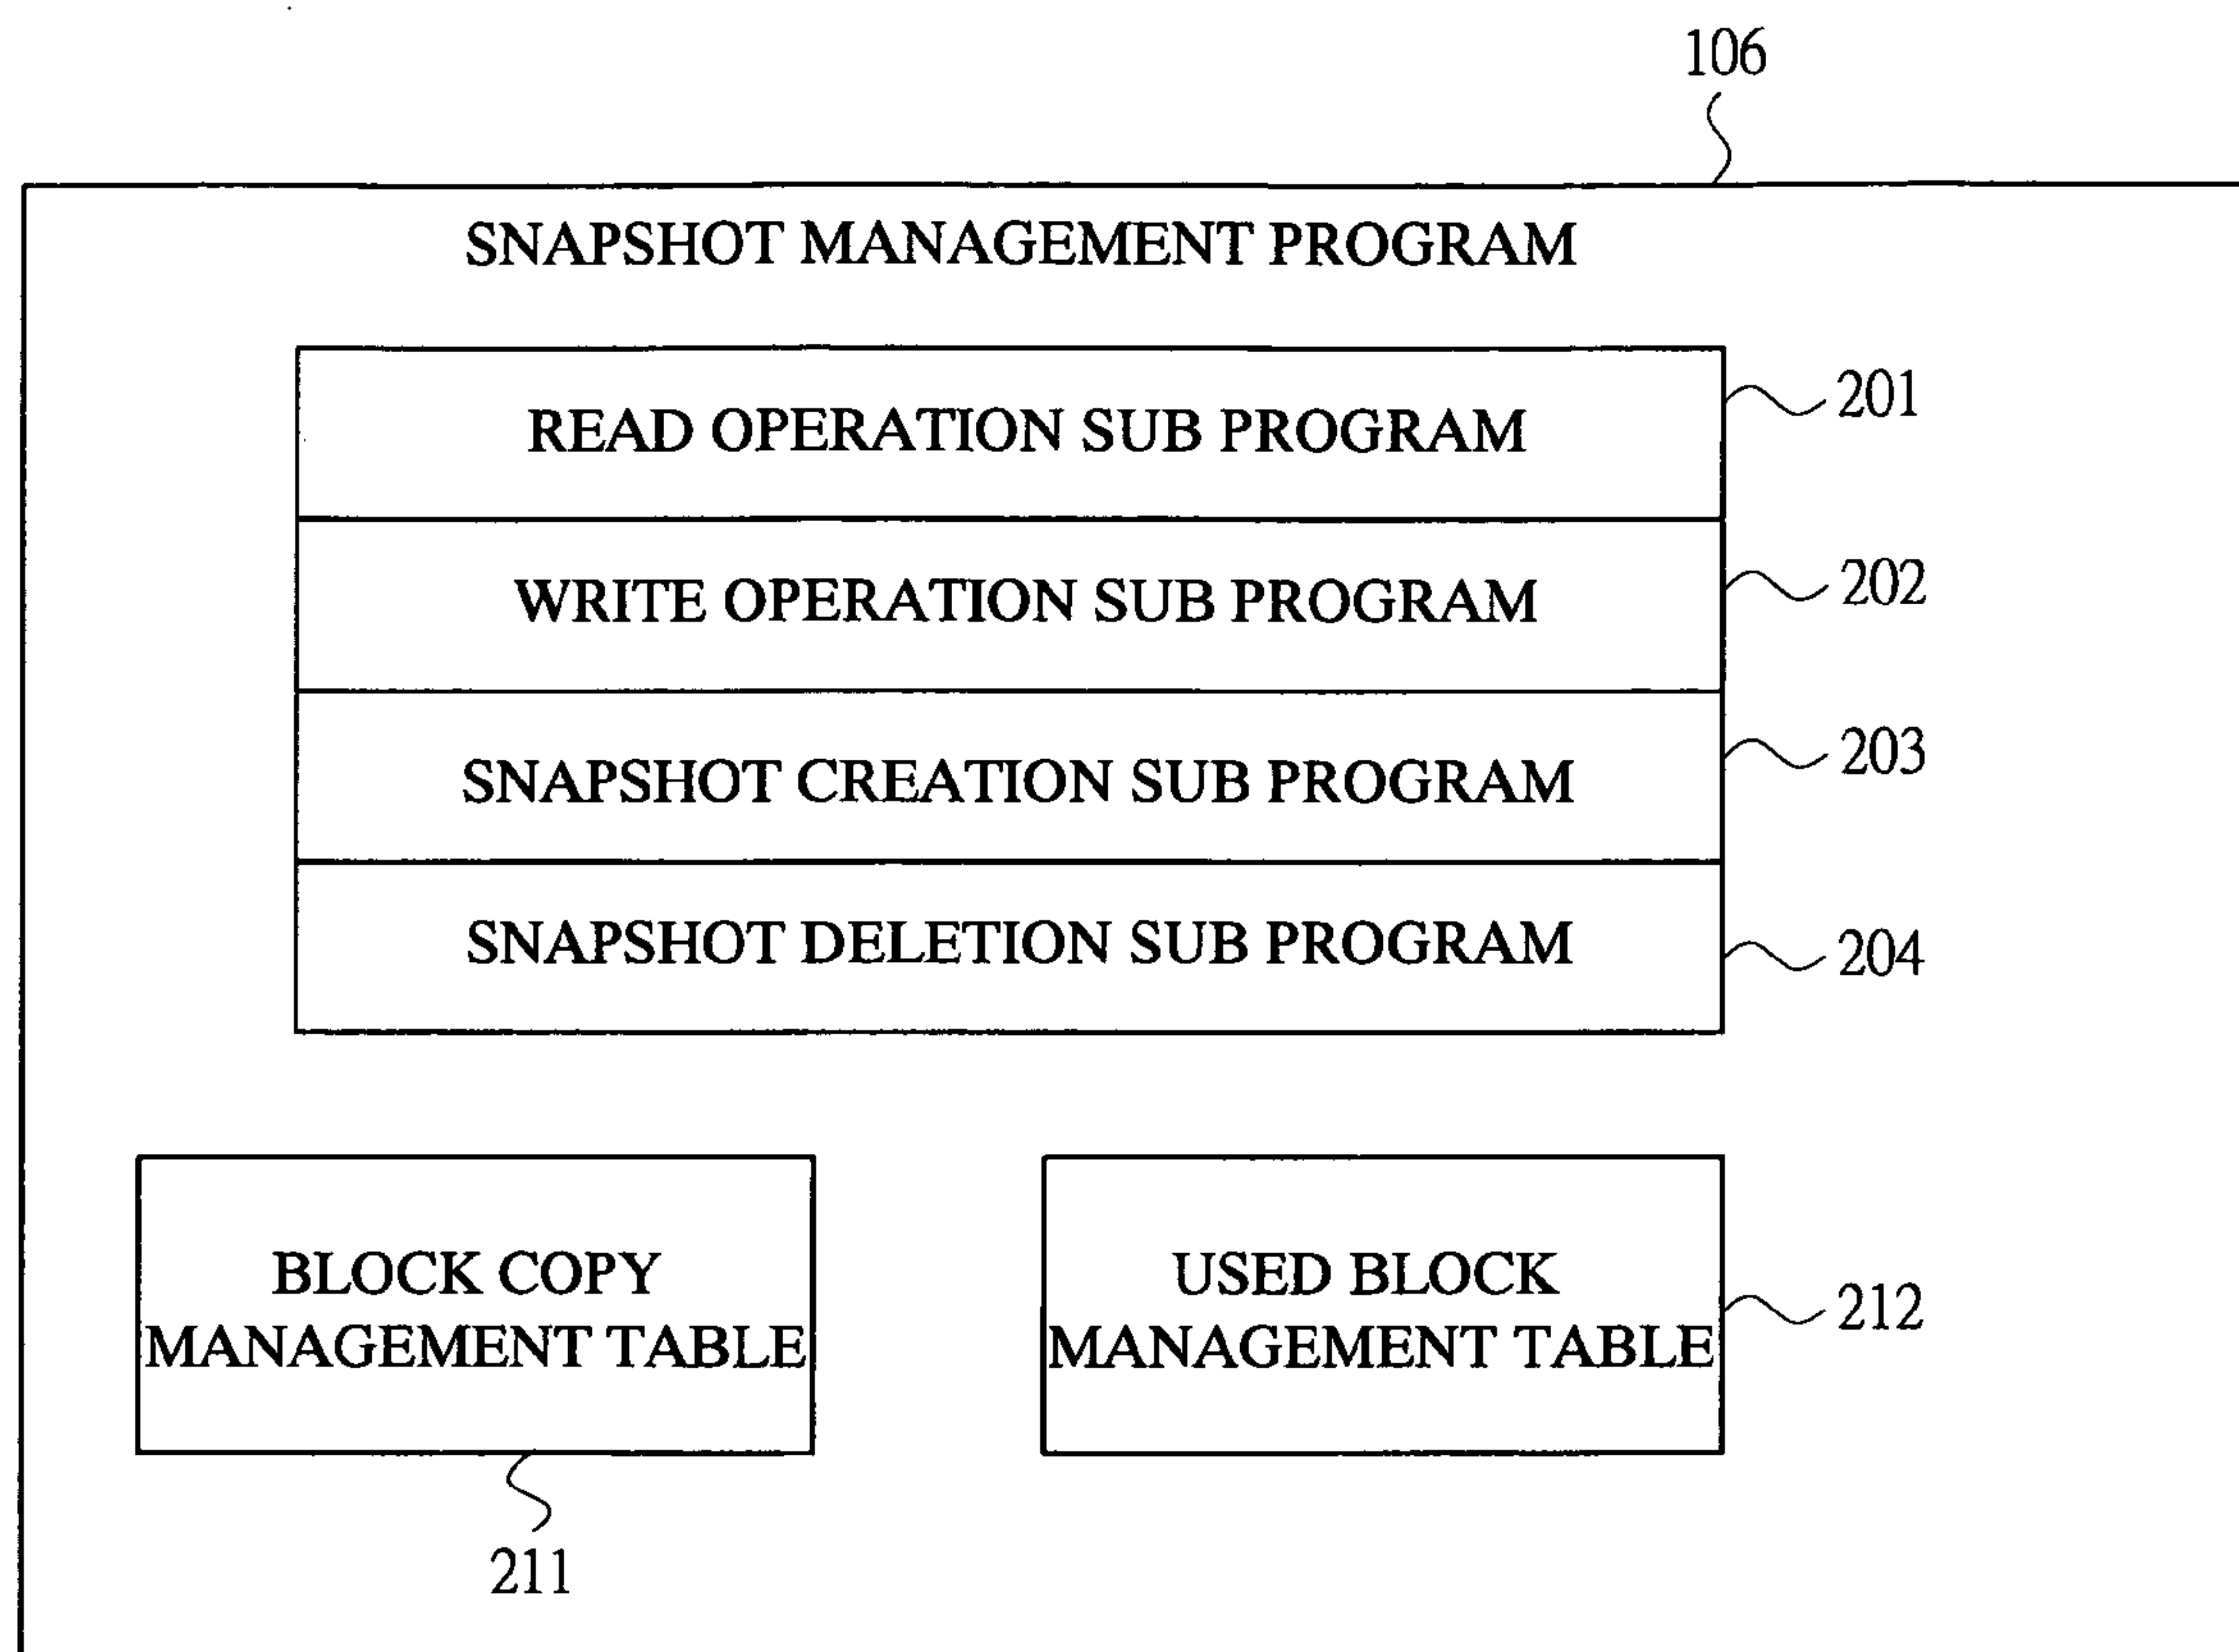 106
SNAPSHOT MANAGEMENT PROGRAM
READ OPERATION SUB PROGRAM
201
WRITE OPERATION SUB PROGRAM
202
SNAPSHOT CREATION SUB PROGRAM
203
SNAPSHOT DELETION SUB PROGRAM
204
BLOCK COPY
MANAGEMENT TABLE
211
USED BLOCK
MANAGEMENT TABLE
212